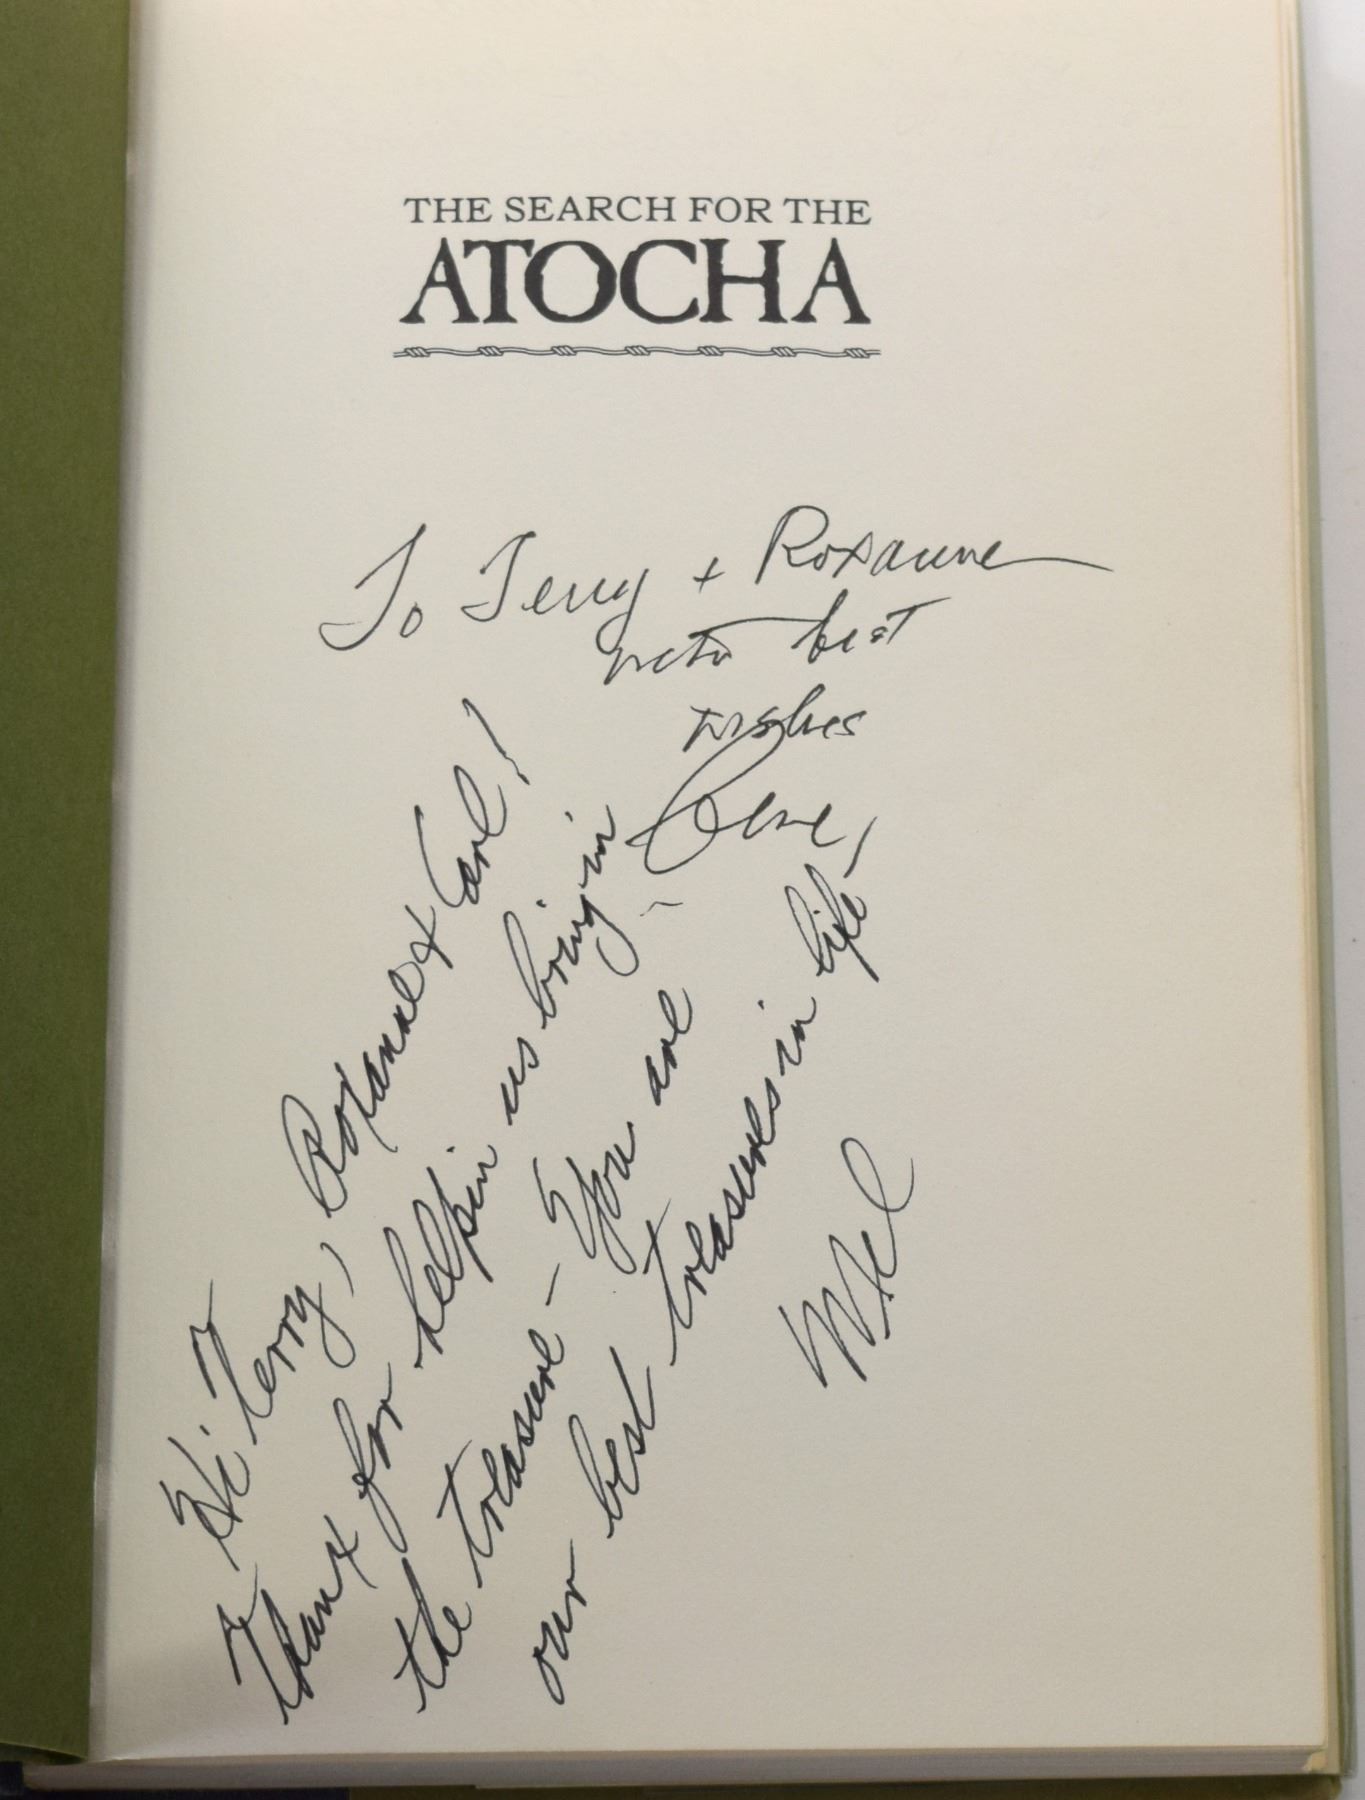 THE SEARCH FOR THE
ATOCHA
To Terry + Roxanne
with best
wishes
Gene
Hi Terry, Roxanne & Carl!
Thanx for helpin us bring in
the treasure – You are
our best treasures in life!
Mel